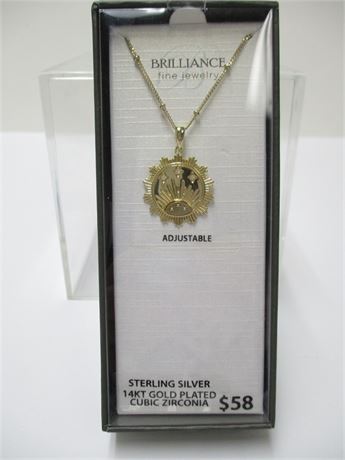 BRILLIANCE
fine jewelry
ADJUSTABLE
STERLING SILVER
14KT GOLD PLATED
CUBIC ZIRCONIA $58